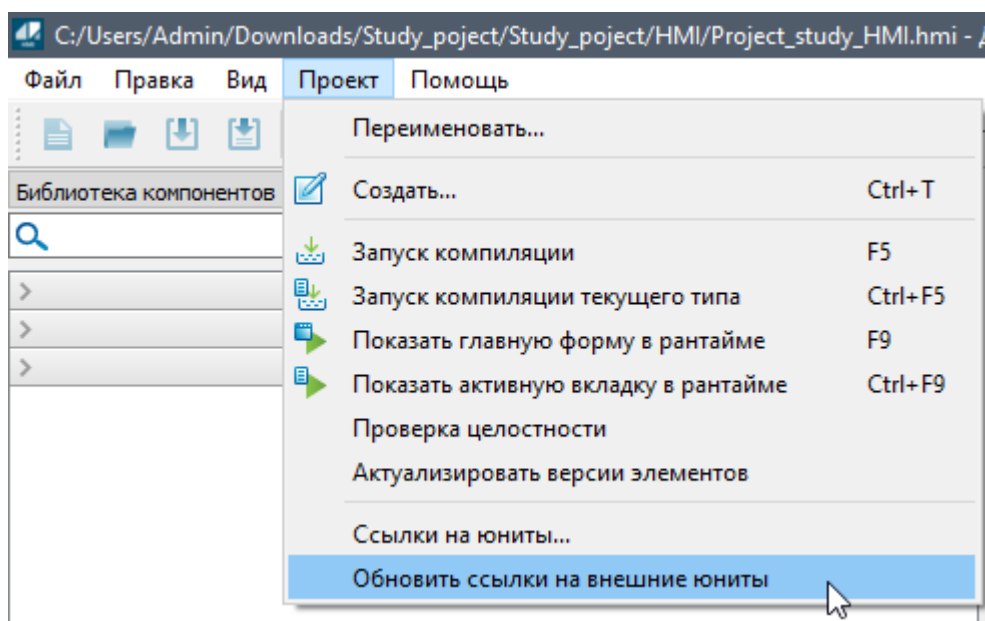 C:/Users/Admin/Downloads/Study_poject/Study_poject/HMI/Project_study_HMI.hmi -
Файл Правка Вид Проект Помощь
Переименовать...
Библиотека компонентов
Создать... Ctrl+T
Запуск компиляции F5
Запуск компиляции текущего типа Ctrl+F5
Показать главную форму в рантайме F9
Показать активную вкладку в рантайме Ctrl+F9
Проверка целостности
Актуализировать версии элементов
Ссылки на юниты...
Обновить ссылки на внешние юниты